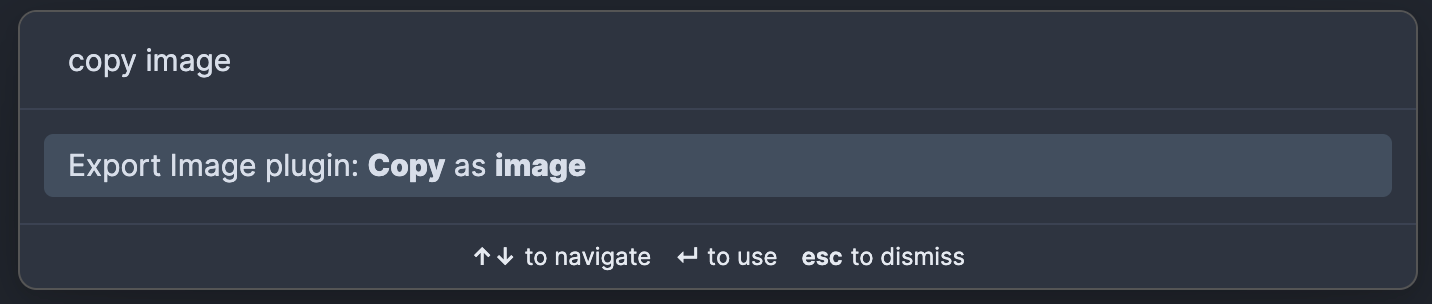 copy image
Export Image plugin: Copy as image
↑↓ to navigate ↵ to use esc to dismiss